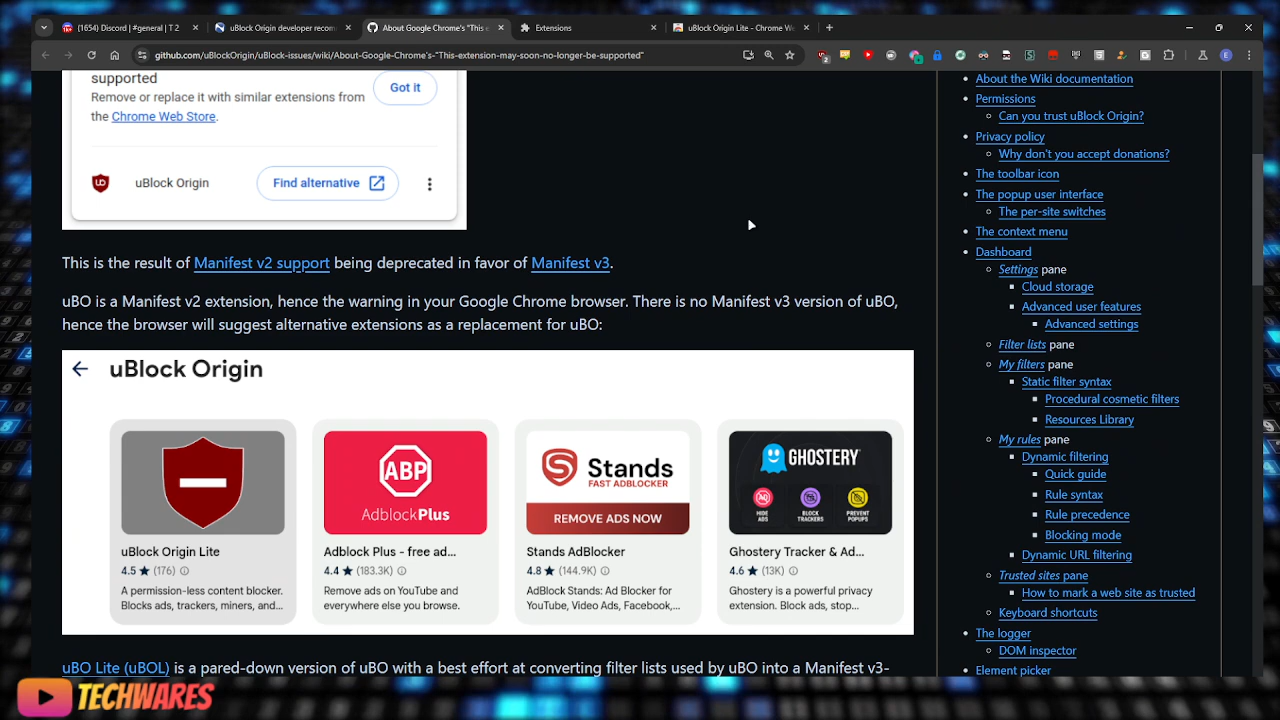 (1654) Discord | #general | T 2
uBlock Origin developer recom
About Google Chrome's "This e
Extensions
uBlock Origin Lite - Chrome We
github.com/uBlockOrigin/uBlock-issues/wiki/About-Google-Chrome's-"This-extension-may-soon-no-longer-be-supported"
supported
Remove or replace it with similar extensions from
the Chrome Web Store.
Got it
uBlock Origin
Find alternative
This is the result of Manifest v2 support being deprecated in favor of Manifest v3.
uBO is a Manifest v2 extension, hence the warning in your Google Chrome browser. There is no Manifest v3 version of uBO,
hence the browser will suggest alternative extensions as a replacement for uBO:
uBlock Origin
ABP
AdblockPlus
Stands
FAST ADBLOCKER
REMOVE ADS NOW
GHOSTERY
HIDE
ADS
BLOCK
TRACKERS
PREVENT
POPUPS
uBlock Origin Lite
4.5 ★ (176)
A permission-less content blocker.
Blocks ads, trackers, miners, and...
Adblock Plus - free ad...
4.4 ★ (183.3K)
Remove ads on YouTube and
everywhere else you browse.
Stands AdBlocker
4.8 ★ (144.9K)
AdBlock Stands: Ad Blocker for
YouTube, Video Ads, Facebook,...
Ghostery Tracker & Ad...
4.6 ★ (13K)
Ghostery is a powerful privacy
extension. Block ads, stop...
uBO Lite (uBOL) is a pared-down version of uBO with a best effort at converting filter lists used by uBO into a Manifest v3-
About the Wiki documentation
Permissions
Can you trust uBlock Origin?
Privacy policy
Why don't you accept donations?
The toolbar icon
The popup user interface
The per-site switches
The context menu
Dashboard
Settings pane
Cloud storage
Advanced user features
Advanced settings
Filter lists pane
My filters pane
Static filter syntax
Procedural cosmetic filters
Resources Library
My rules pane
Dynamic filtering
Quick guide
Rule syntax
Rule precedence
Blocking mode
Dynamic URL filtering
Trusted sites pane
How to mark a web site as trusted
Keyboard shortcuts
The logger
DOM inspector
Element picker
TECHWARES